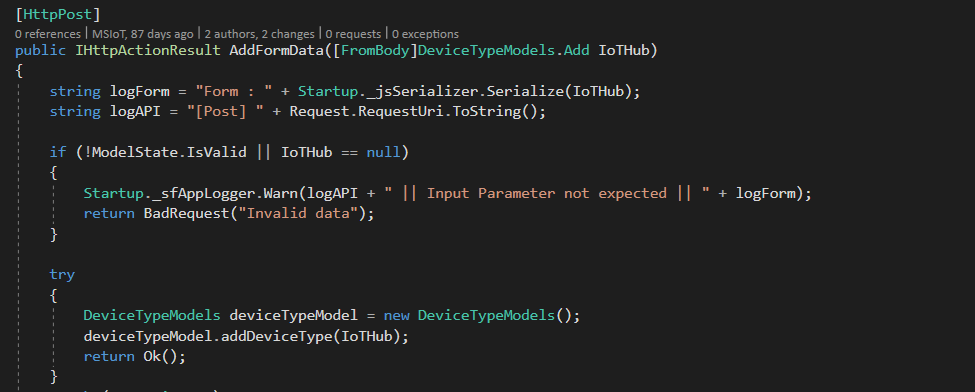 [HttpPost]
0 references | MSIoT, 87 days ago | 2 authors, 2 changes | 0 requests | 0 exceptions
public IHttpActionResult AddFormData([FromBody]DeviceTypeModels.Add IoTHub)
{
string logForm = "Form : " + Startup._jsSerializer.Serialize(IoTHub);
string logAPI = "[Post] " + Request.RequestUri.ToString();
if (!ModelState.IsValid || IoTHub == null)
{
Startup._sfAppLogger.Warn(logAPI + " || Input Parameter not expected || " + logForm);
return BadRequest("Invalid data");
}
try
{
DeviceTypeModels deviceTypeModel = new DeviceTypeModels();
deviceTypeModel.addDeviceType(IoTHub);
return Ok();
}